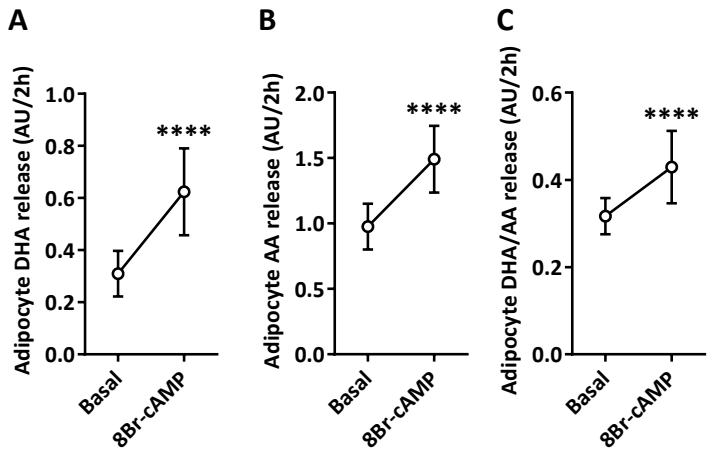 A
Adipocyte DHA release (AU/2h)
1.0
0.8
0.6
0.4
0.2
0.0
****
Basal
8Br-cAMP
B
Adipocyte AA release (AU/2h)
2.0
1.5
1.0
0.5
0.0
****
Basal
8Br-cAMP
C
Adipocyte DHA/AA release (AU/2h)
0.6
0.4
0.2
0.0
****
Basal
8Br-cAMP